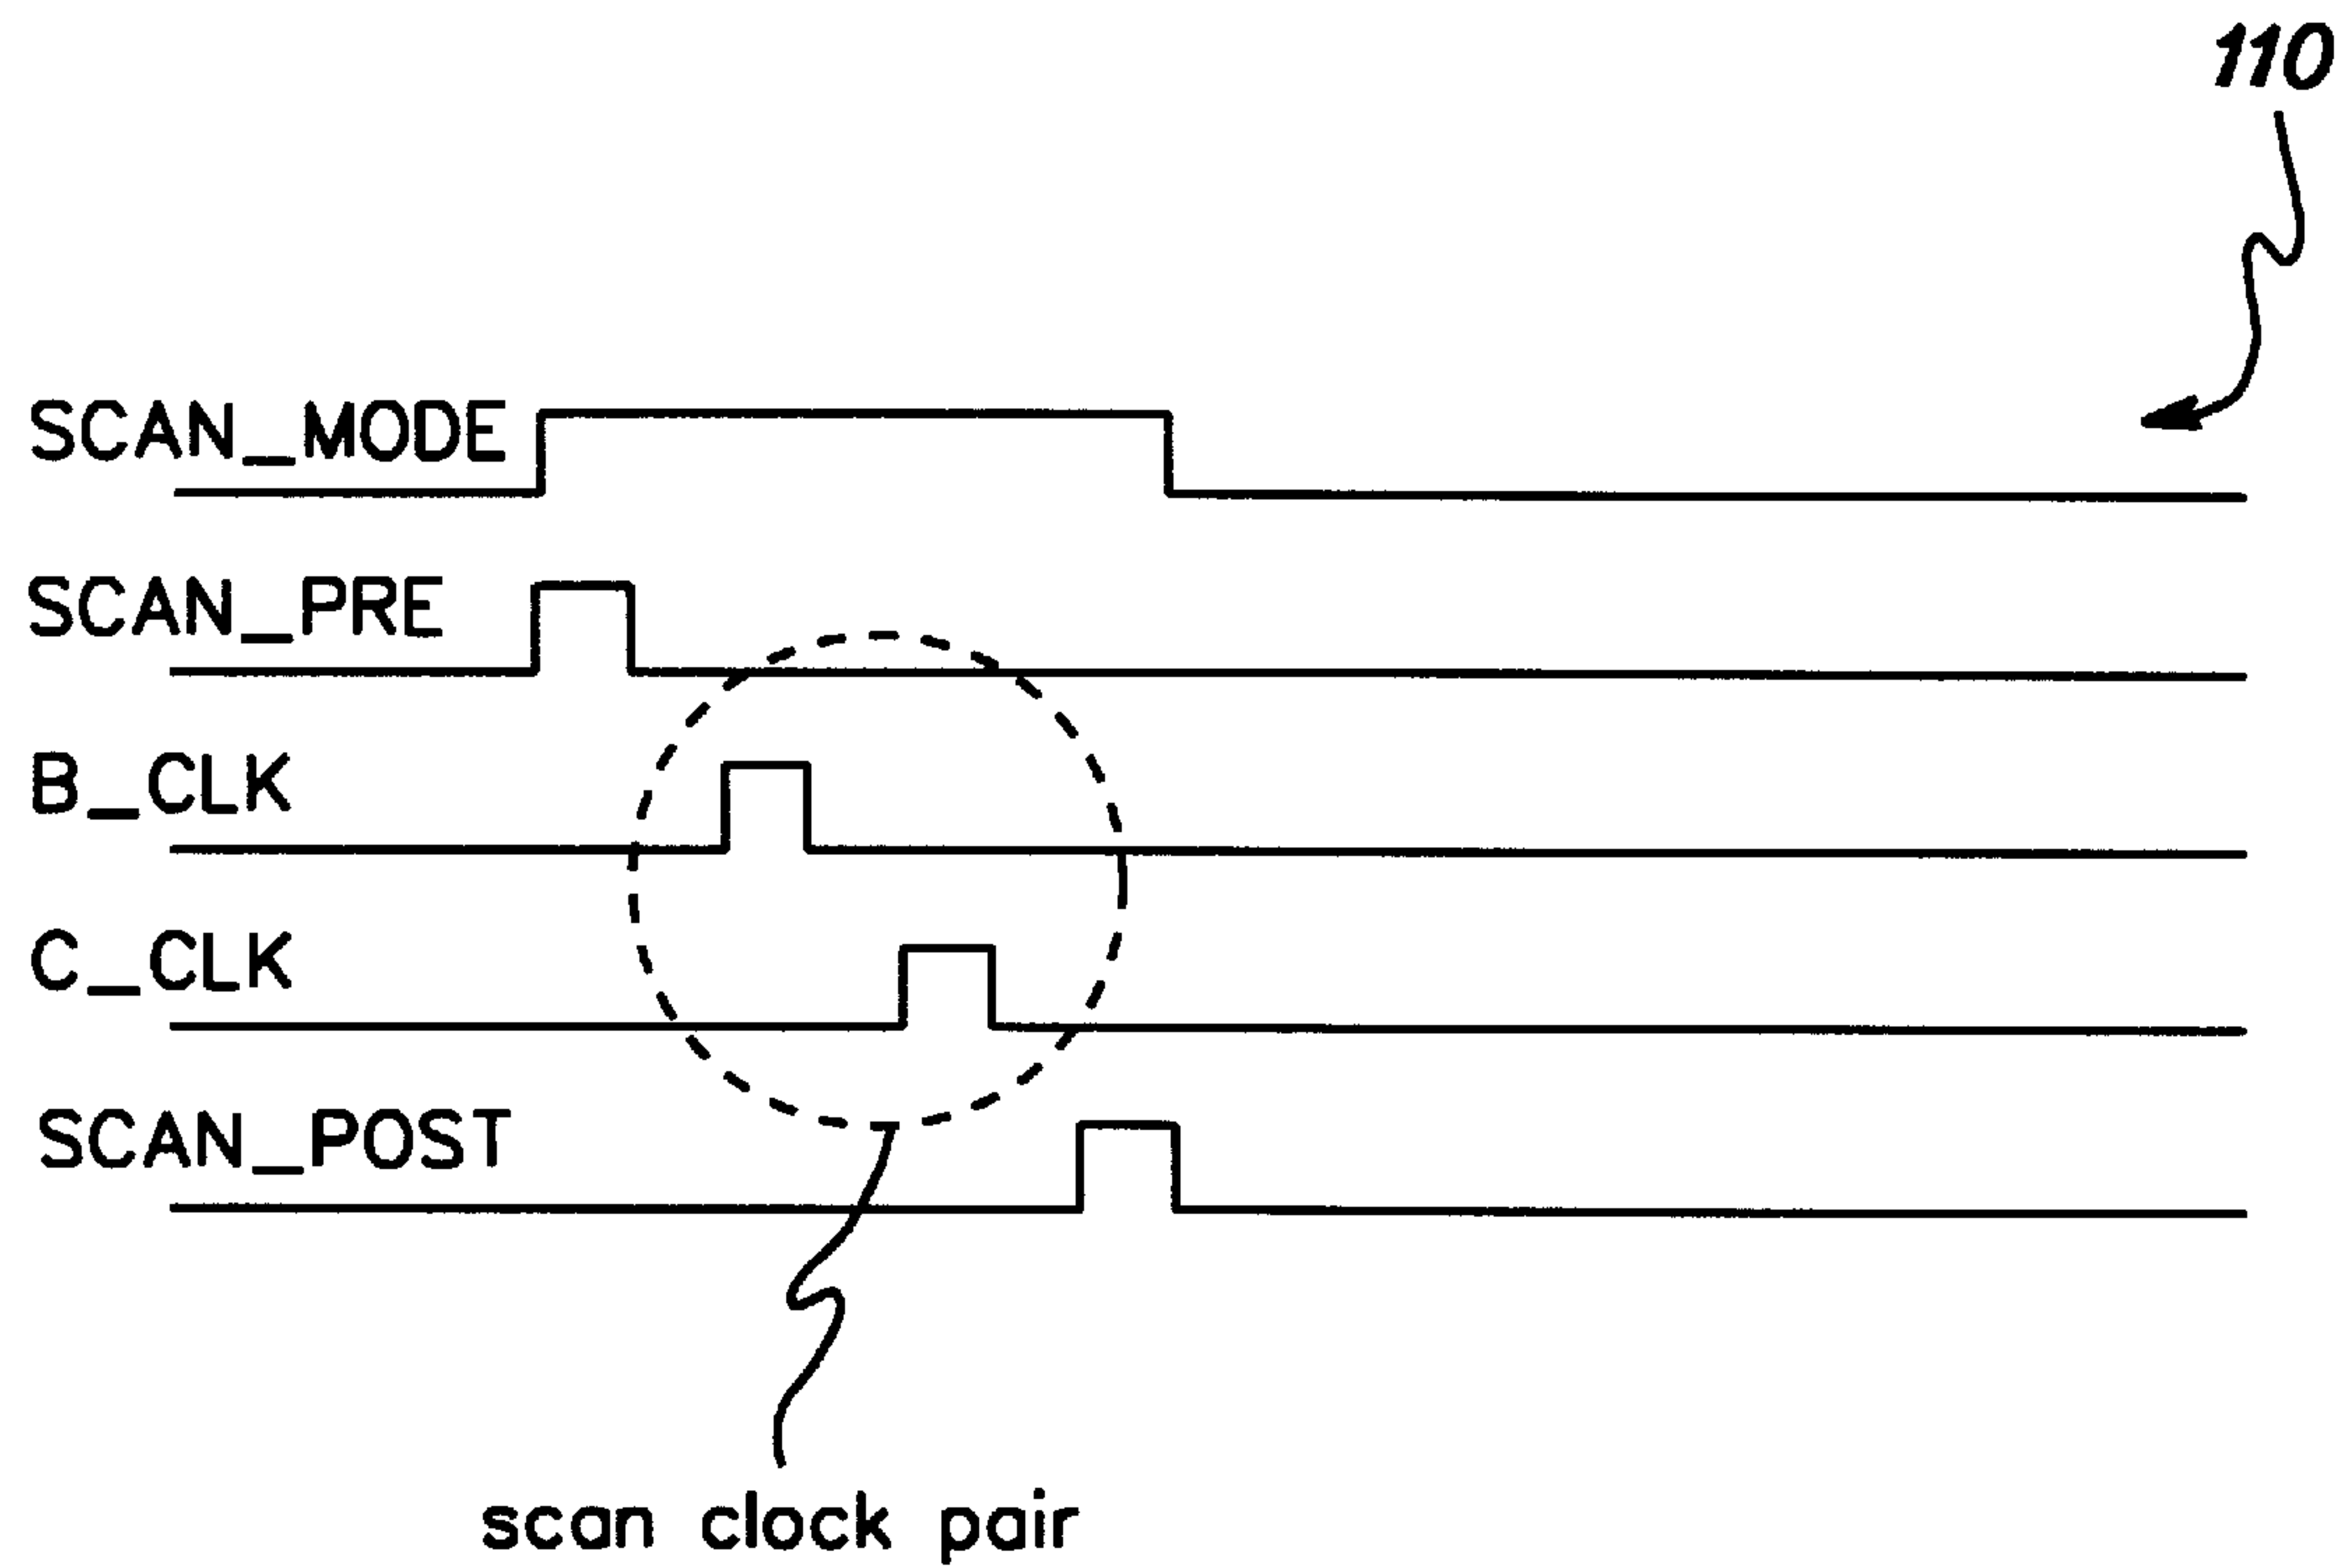 110
SCAN_MODE
SCAN_PRE
B_CLK
C_CLK
SCAN_POST
scan clock pair